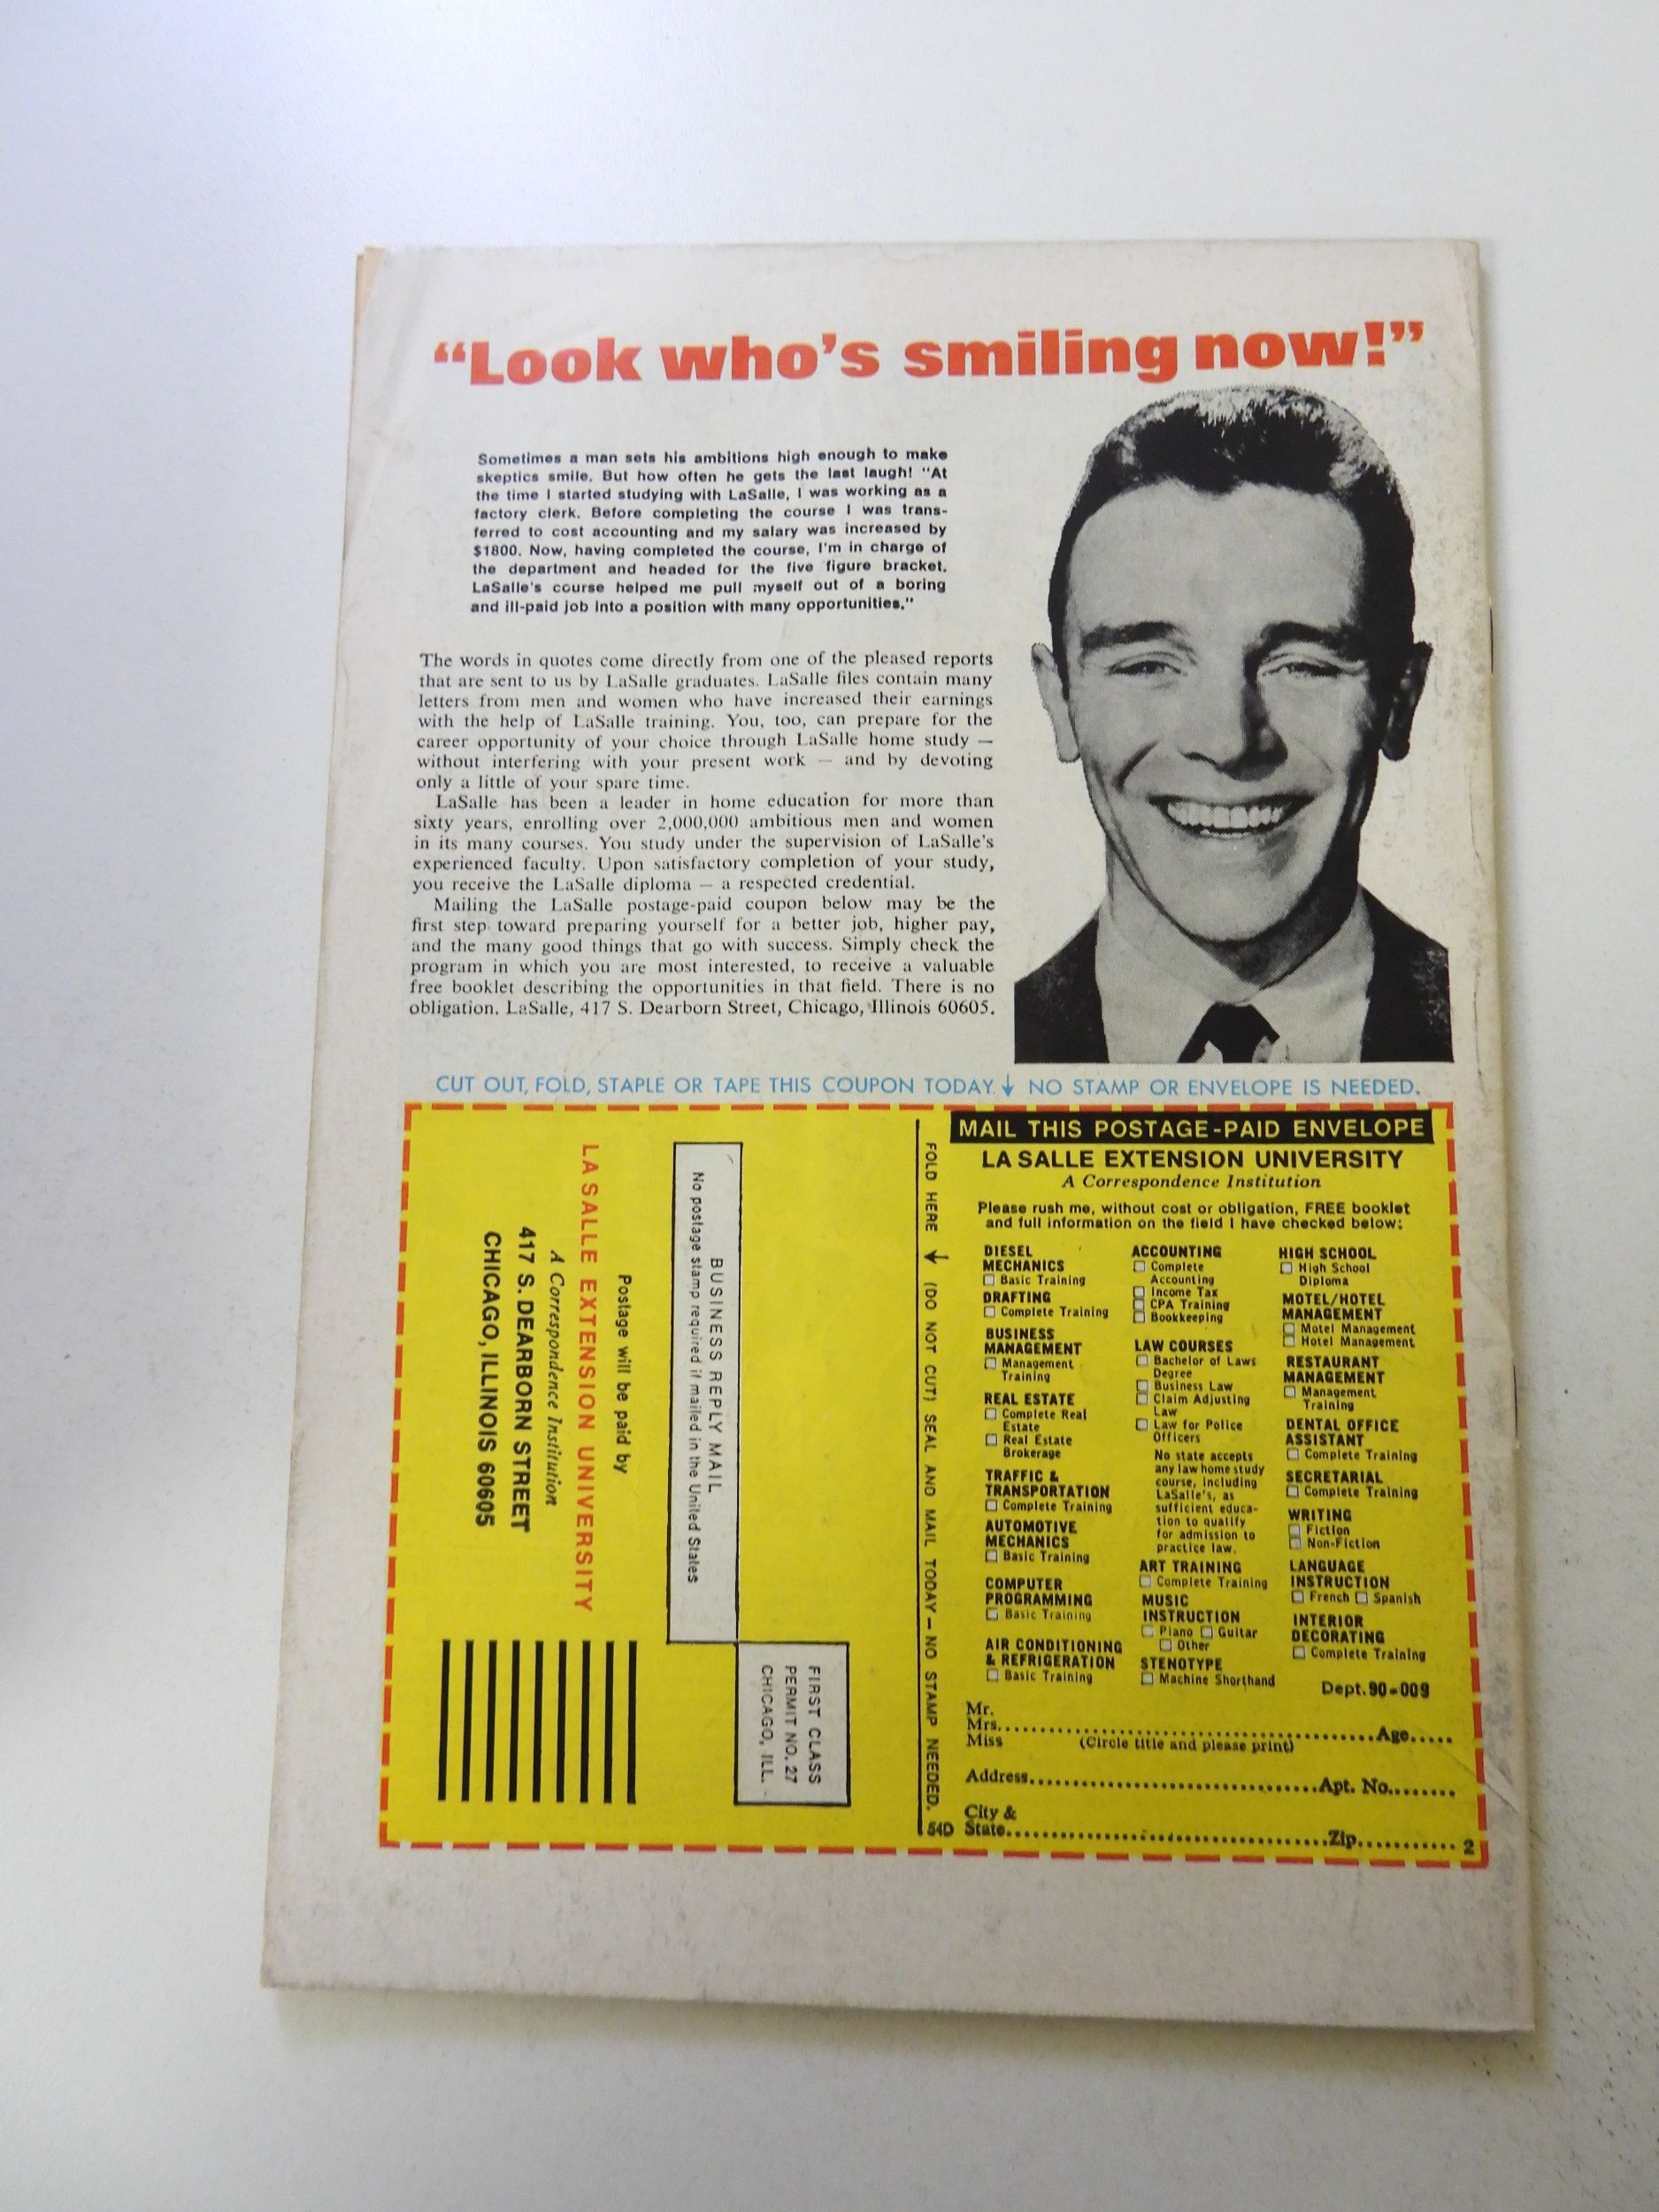 “Look who’s smiling now!”
Sometimes a man sets his ambitions high enough to make
skeptics smile. But how often he gets the last laugh! "At
the time I started studying with LaSalle, I was working as a
factory clerk. Before completing the course I was trans-
ferred to cost accounting and my salary was increased by
$1800. Now, having completed the course, I'm in charge of
the department and headed for the five figure bracket.
LaSalle's course helped me pull myself out of a boring
and ill-paid job into a position with many opportunities."
The words in quotes come directly from one of the pleased reports
that are sent to us by LaSalle graduates. LaSalle files contain many
letters from men and women who have increased their earnings
with the help of LaSalle training. You, too, can prepare for the
career opportunity of your choice through LaSalle home study —
without interfering with your present work — and by devoting
only a little of your spare time.
LaSalle has been a leader in home education for more than
sixty years, enrolling over 2,000,000 ambitious men and women
in its many courses. You study under the supervision of LaSalle's
experienced faculty. Upon satisfactory completion of your study,
you receive the LaSalle diploma — a respected credential.
Mailing the LaSalle postage-paid coupon below may be the
first step toward preparing yourself for a better job, higher pay,
and the many good things that go with success. Simply check the
program in which you are most interested, to receive a valuable
free booklet describing the opportunities in that field. There is no
obligation. LaSalle, 417 S. Dearborn Street, Chicago, Illinois 60605.
CUT OUT, FOLD, STAPLE OR TAPE THIS COUPON TODAY. ↓ NO STAMP OR ENVELOPE IS NEEDED.
FIRST CLASS
PERMIT NO. 27
CHICAGO, ILL.
BUSINESS REPLY MAIL
No postage stamp required if mailed in the United States
Postage will be paid by
LA SALLE EXTENSION UNIVERSITY
A Correspondence Institution
417 S. DEARBORN STREET
CHICAGO, ILLINOIS 60605
FOLD HERE ↓ (DO NOT CUT) SEAL AND MAIL TODAY — NO STAMP NEEDED.
54D
MAIL THIS POSTAGE-PAID ENVELOPE
LA SALLE EXTENSION UNIVERSITY
A Correspondence Institution
Please rush me, without cost or obligation, FREE booklet
and full information on the field I have checked below:
DIESEL
MECHANICS
☐ Basic Training
DRAFTING
☐ Complete Training
BUSINESS
MANAGEMENT
☐ Management
Training
REAL ESTATE
☐ Complete Real
Estate
☐ Real Estate
Brokerage
TRAFFIC &
TRANSPORTATION
☐ Complete Training
AUTOMOTIVE
MECHANICS
☐ Basic Training
COMPUTER
PROGRAMMING
☐ Basic Training
AIR CONDITIONING
& REFRIGERATION
☐ Basic Training
ACCOUNTING
☐ Complete
Accounting
☐ Income Tax
☐ CPA Training
☐ Bookkeeping
LAW COURSES
☐ Bachelor of Laws
Degree
☐ Business Law
☐ Claim Adjusting
Law
☐ Law for Police
Officers
No state accepts
any law home study
course, including
LaSalle's, as
sufficient educa-
tion to qualify
for admission to
practice law.
ART TRAINING
☐ Complete Training
MUSIC
INSTRUCTION
☐ Piano ☐ Guitar
☐ Other
STENOTYPE
☐ Machine Shorthand
HIGH SCHOOL
☐ High School
Diploma
MOTEL/HOTEL
MANAGEMENT
☐ Motel Management
☐ Hotel Management
RESTAURANT
MANAGEMENT
☐ Management
Training
DENTAL OFFICE
ASSISTANT
☐ Complete Training
SECRETARIAL
☐ Complete Training
WRITING
☐ Fiction
☐ Non-Fiction
LANGUAGE
INSTRUCTION
☐ French ☐ Spanish
INTERIOR
DECORATING
☐ Complete Training
Dept. 90-009
Mr.
Mrs. ........ Age.....
Miss (Circle title and please print)
Address ........ Apt. No. ........
City &
State ........ Zip ........ 2